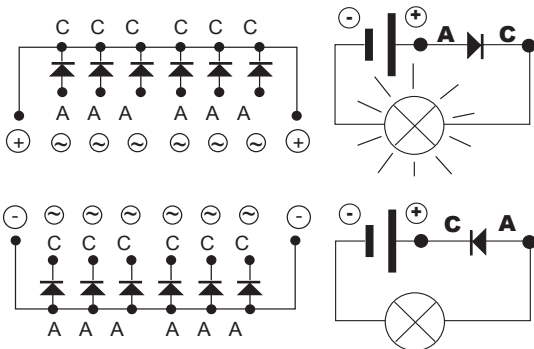 C C C C C C
A A A A A A
+ ~ ~ ~ ~ ~ ~ +
- +
A C
- ~ ~ ~ ~ ~ ~ -
C C C C C C
A A A A A A
- +
C A